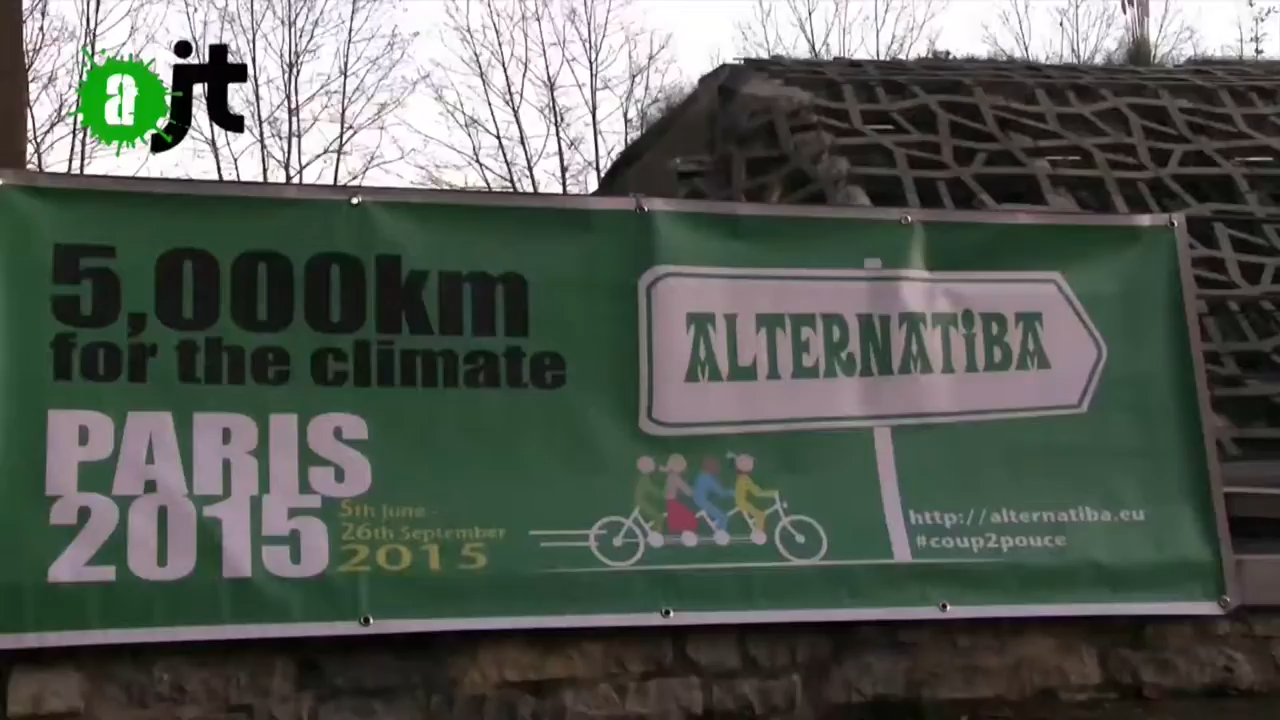 ajt
5,000km
for the climate
PARIS
2015
5th June -
26th September
2015
ALTERNATiBA
http://alternatiba.eu
#coup2pouce